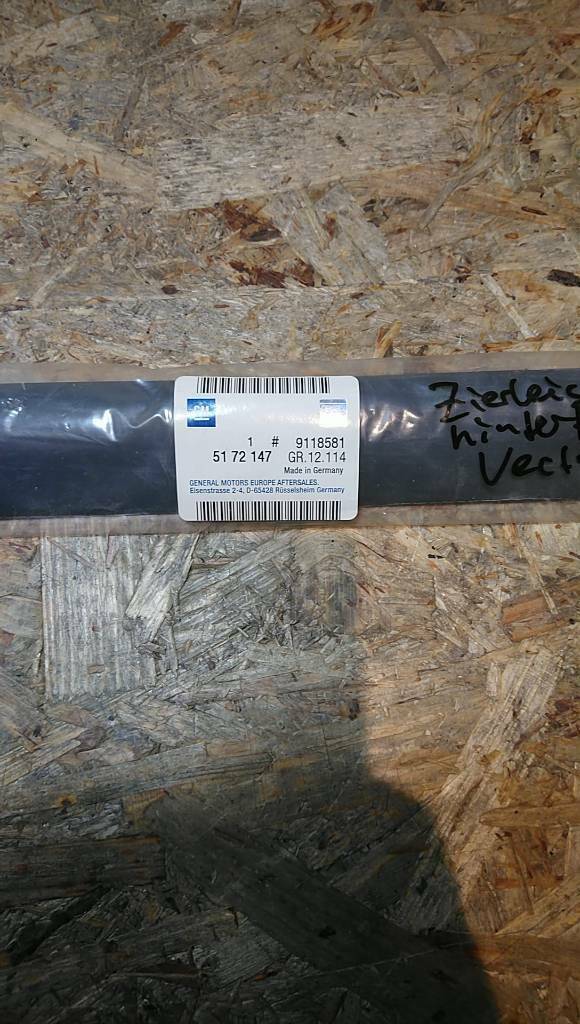 GM
1 # 9118581
51 72 147 GR.12.114
Made in Germany
GENERAL MOTORS EUROPE AFTERSALES.
Eisenstrasse 2-4, D-65428 Rüsselsheim Germany